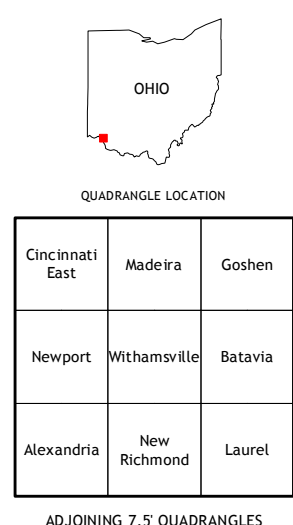 OHIO
QUADRANGLE LOCATION
Cincinnati
East
Madeira
Goshen
Newport
Withamsville
Batavia
Alexandria
New
Richmond
Laurel
ADJOINING 7.5' QUADRANGLES